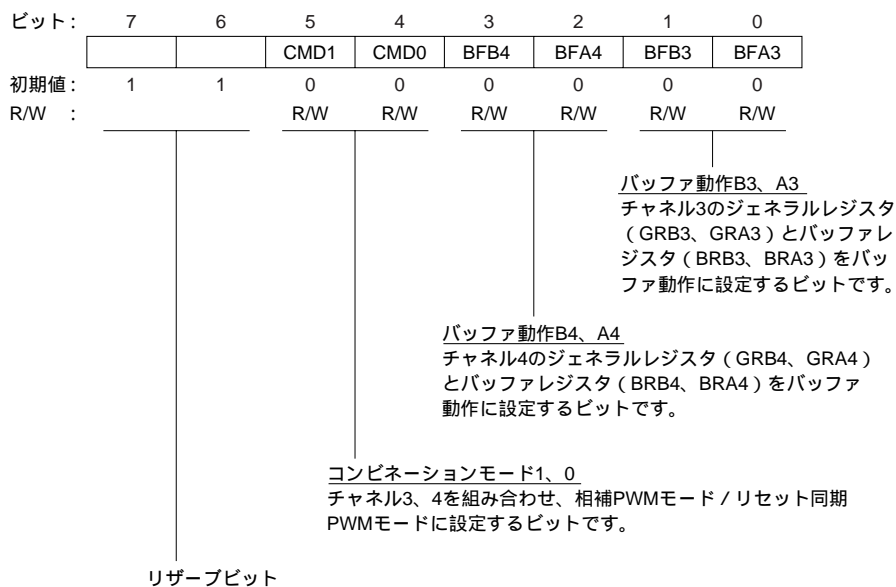 ビット: 7 6 5 4 3 2 1 0
CMD1 CMD0 BFB4 BFA4 BFB3 BFA3
初期値: 1 1 0 0 0 0 0 0
R/W : R/W R/W R/W R/W R/W R/W
バッファ動作B3、A3
チャネル3のジェネラルレジスタ
(GRB3、GRA3)とバッファレ
ジスタ(BRB3、BRA3)をバッ
ファ動作に設定するビットです。
バッファ動作B4、A4
チャネル4のジェネラルレジスタ(GRB4、GRA4)
とバッファレジスタ(BRB4、BRA4)をバッファ
動作に設定するビットです。
コンビネーションモード1、0
チャネル3、4を組み合わせ、相補PWMモード/リセット同期
PWMモードに設定するビットです。
リザーブビット